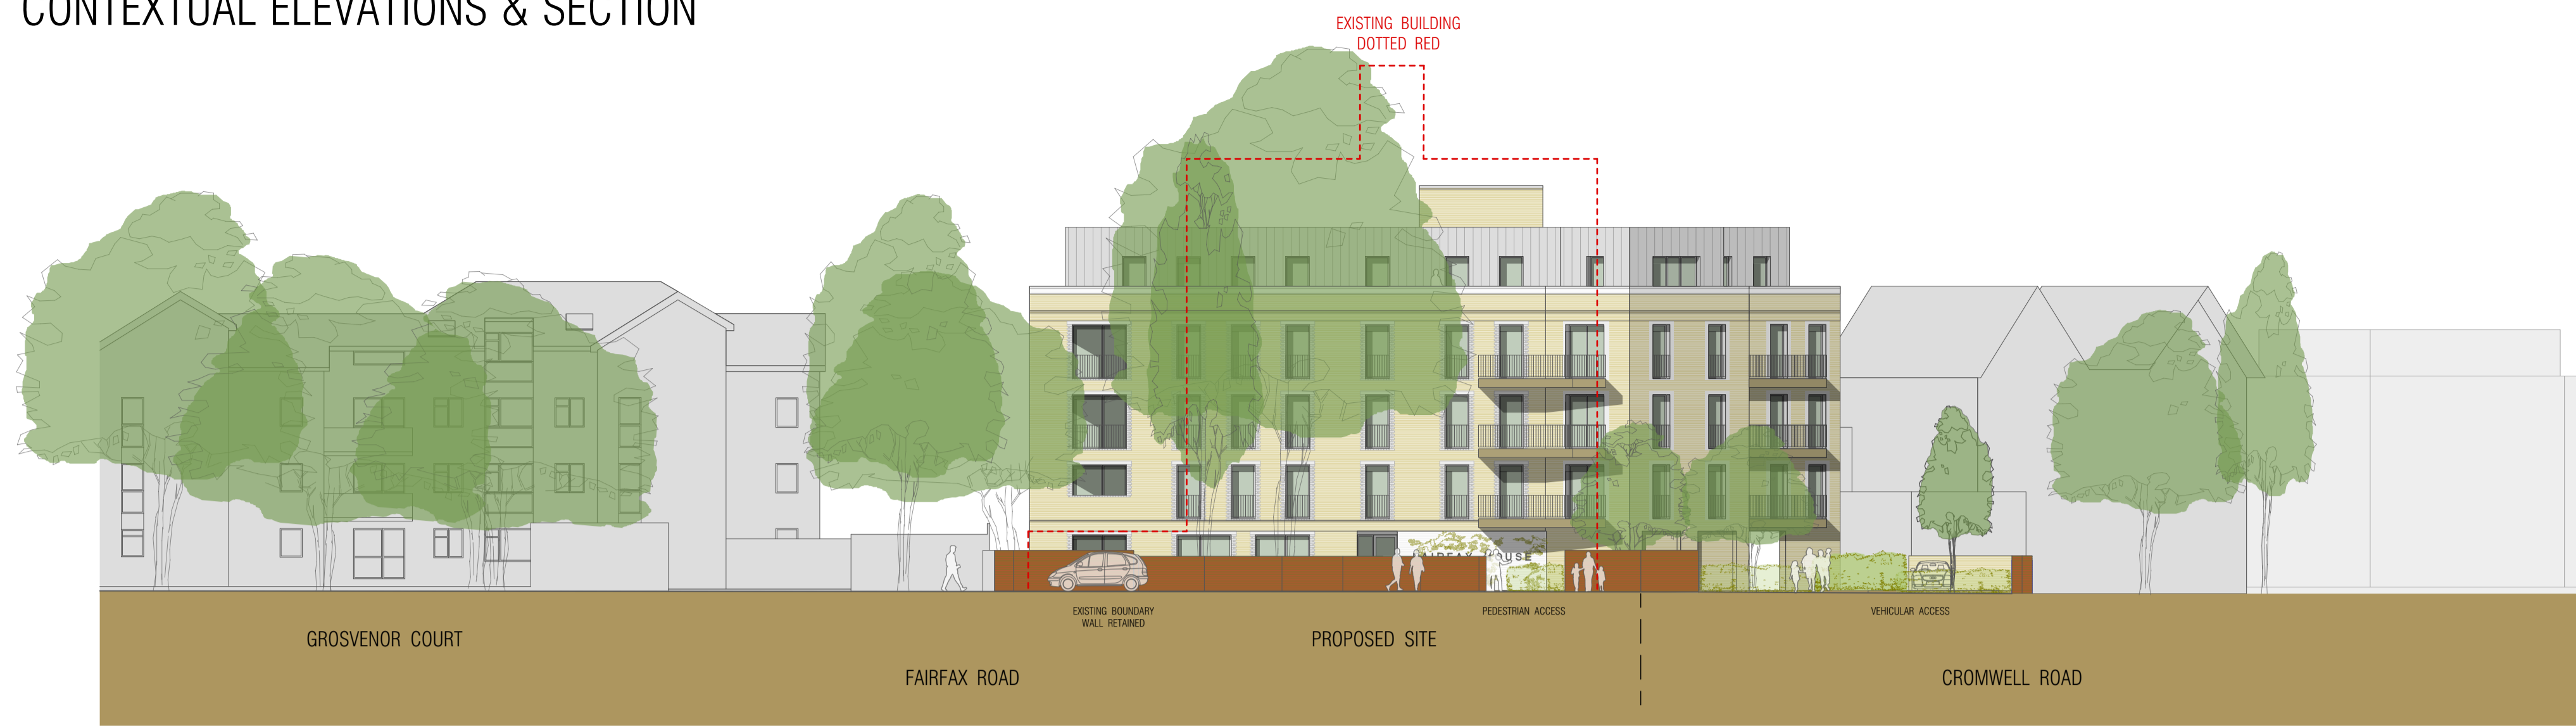 CONTEXTUAL ELEVATIONS & SECTION
EXISTING BUILDING
DOTTED RED
EXISTING BOUNDARY
WALL RETAINED
PEDESTRIAN ACCESS
VEHICULAR ACCESS
GROSVENOR COURT
PROPOSED SITE
FAIRFAX ROAD
CROMWELL ROAD